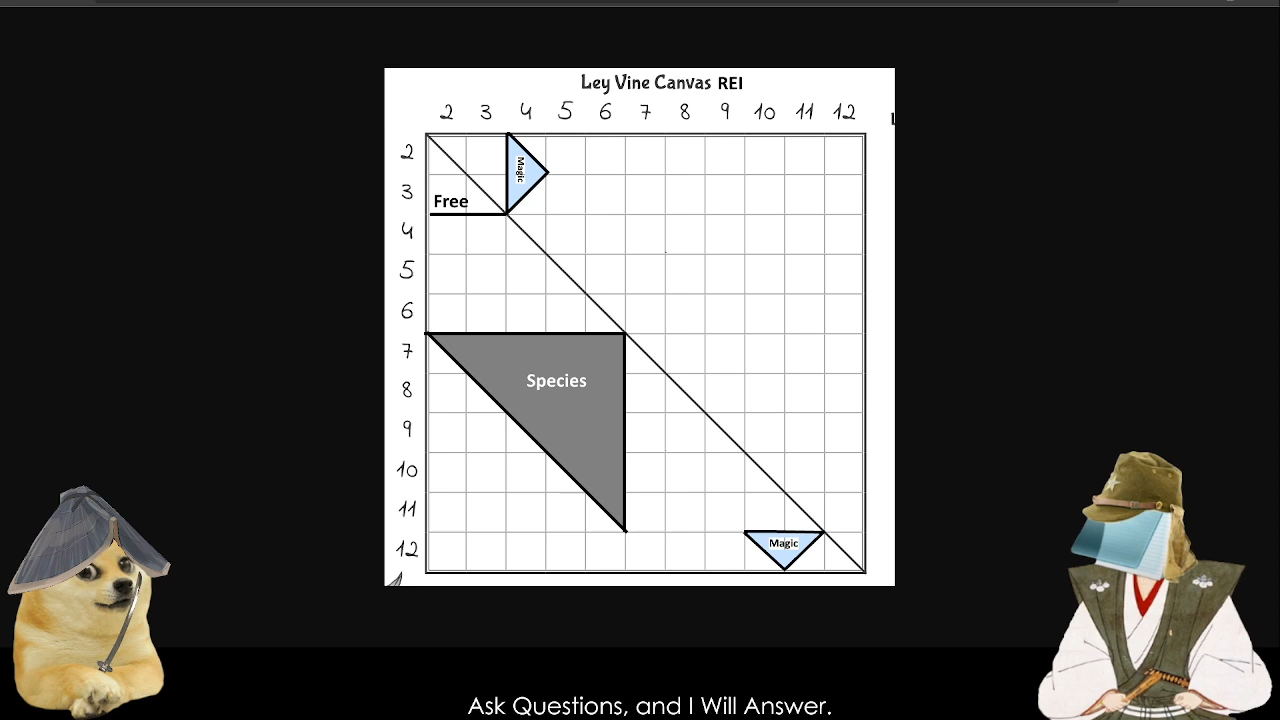 Ley Vine Canvas REI
2 3 4 5 6 7 8 9 10 11 12
2
Magic
3
Free
4
5
6
7
Species
8
9
10
11
Magic
12
Ask Questions, and I Will Answer.